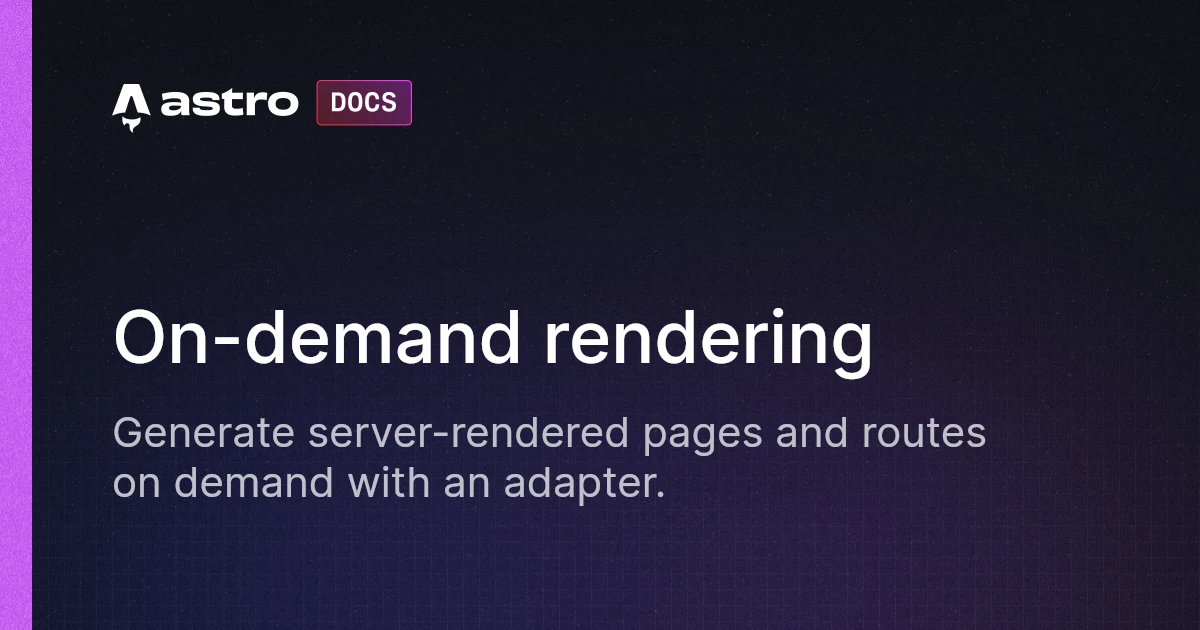 astro DOCS
On-demand rendering
Generate server-rendered pages and routes
on demand with an adapter.